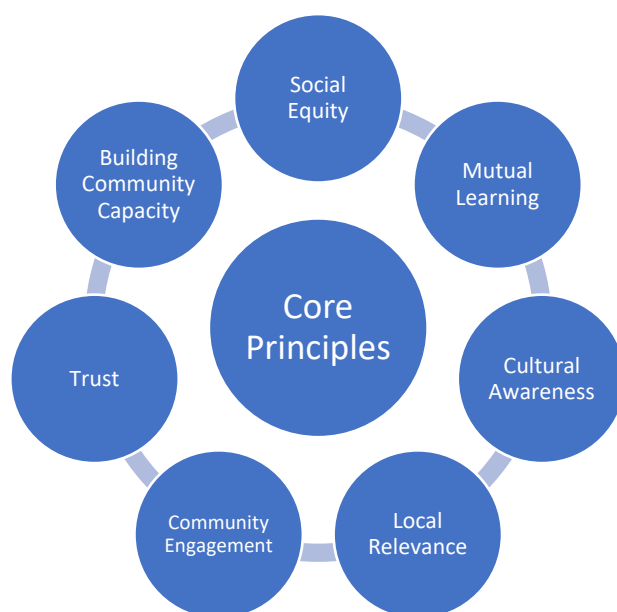 Social
Equity
Mutual
Learning
Cultural
Awareness
Local
Relevance
Community
Engagement
Trust
Building
Community
Capacity
Core
Principles